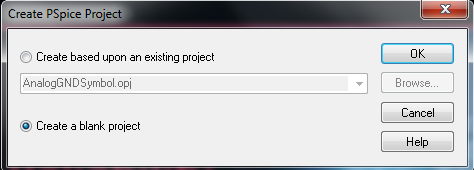 Create PSpice Project
Create based upon an existing project
OK
AnalogGNDSymbol.opj
Browse...
Create a blank project
Cancel
Help